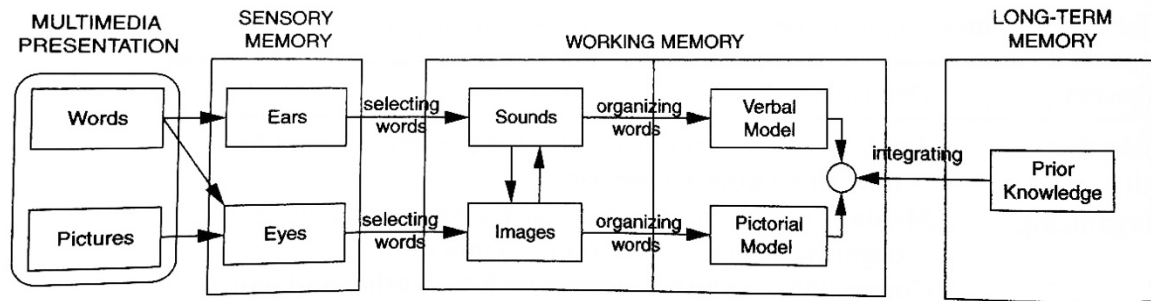 MULTIMEDIA
PRESENTATION
SENSORY
MEMORY
WORKING MEMORY
LONG-TERM
MEMORY
Words
Ears
selecting
words
Sounds
organizing
words
Verbal
Model
integrating
Prior
Knowledge
Pictures
Eyes
selecting
words
Images
organizing
words
Pictorial
Model